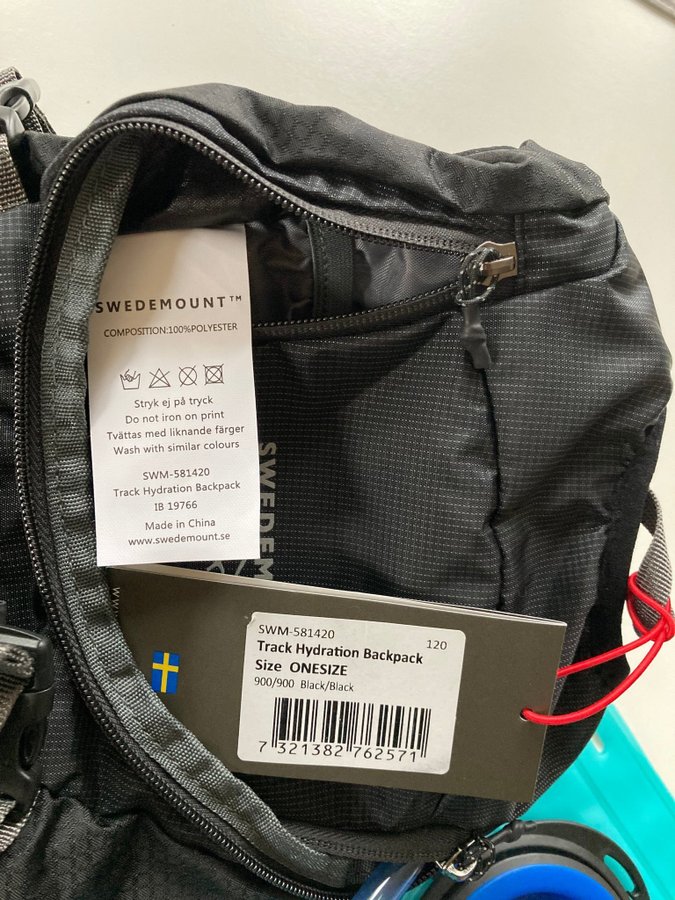 SWEDEMOUNT™
COMPOSITION:100%POLYESTER
Stryk ej på tryck
Do not iron on print
Tvättas med liknande färger
Wash with similar colours
SWM-581420
Track Hydration Backpack
IB 19766
Made in China
www.swedemount.se
SWEDEM
www
SWM-581420
120
Track Hydration Backpack
Size ONESIZE
900/900 Black/Black
7 321382 762571